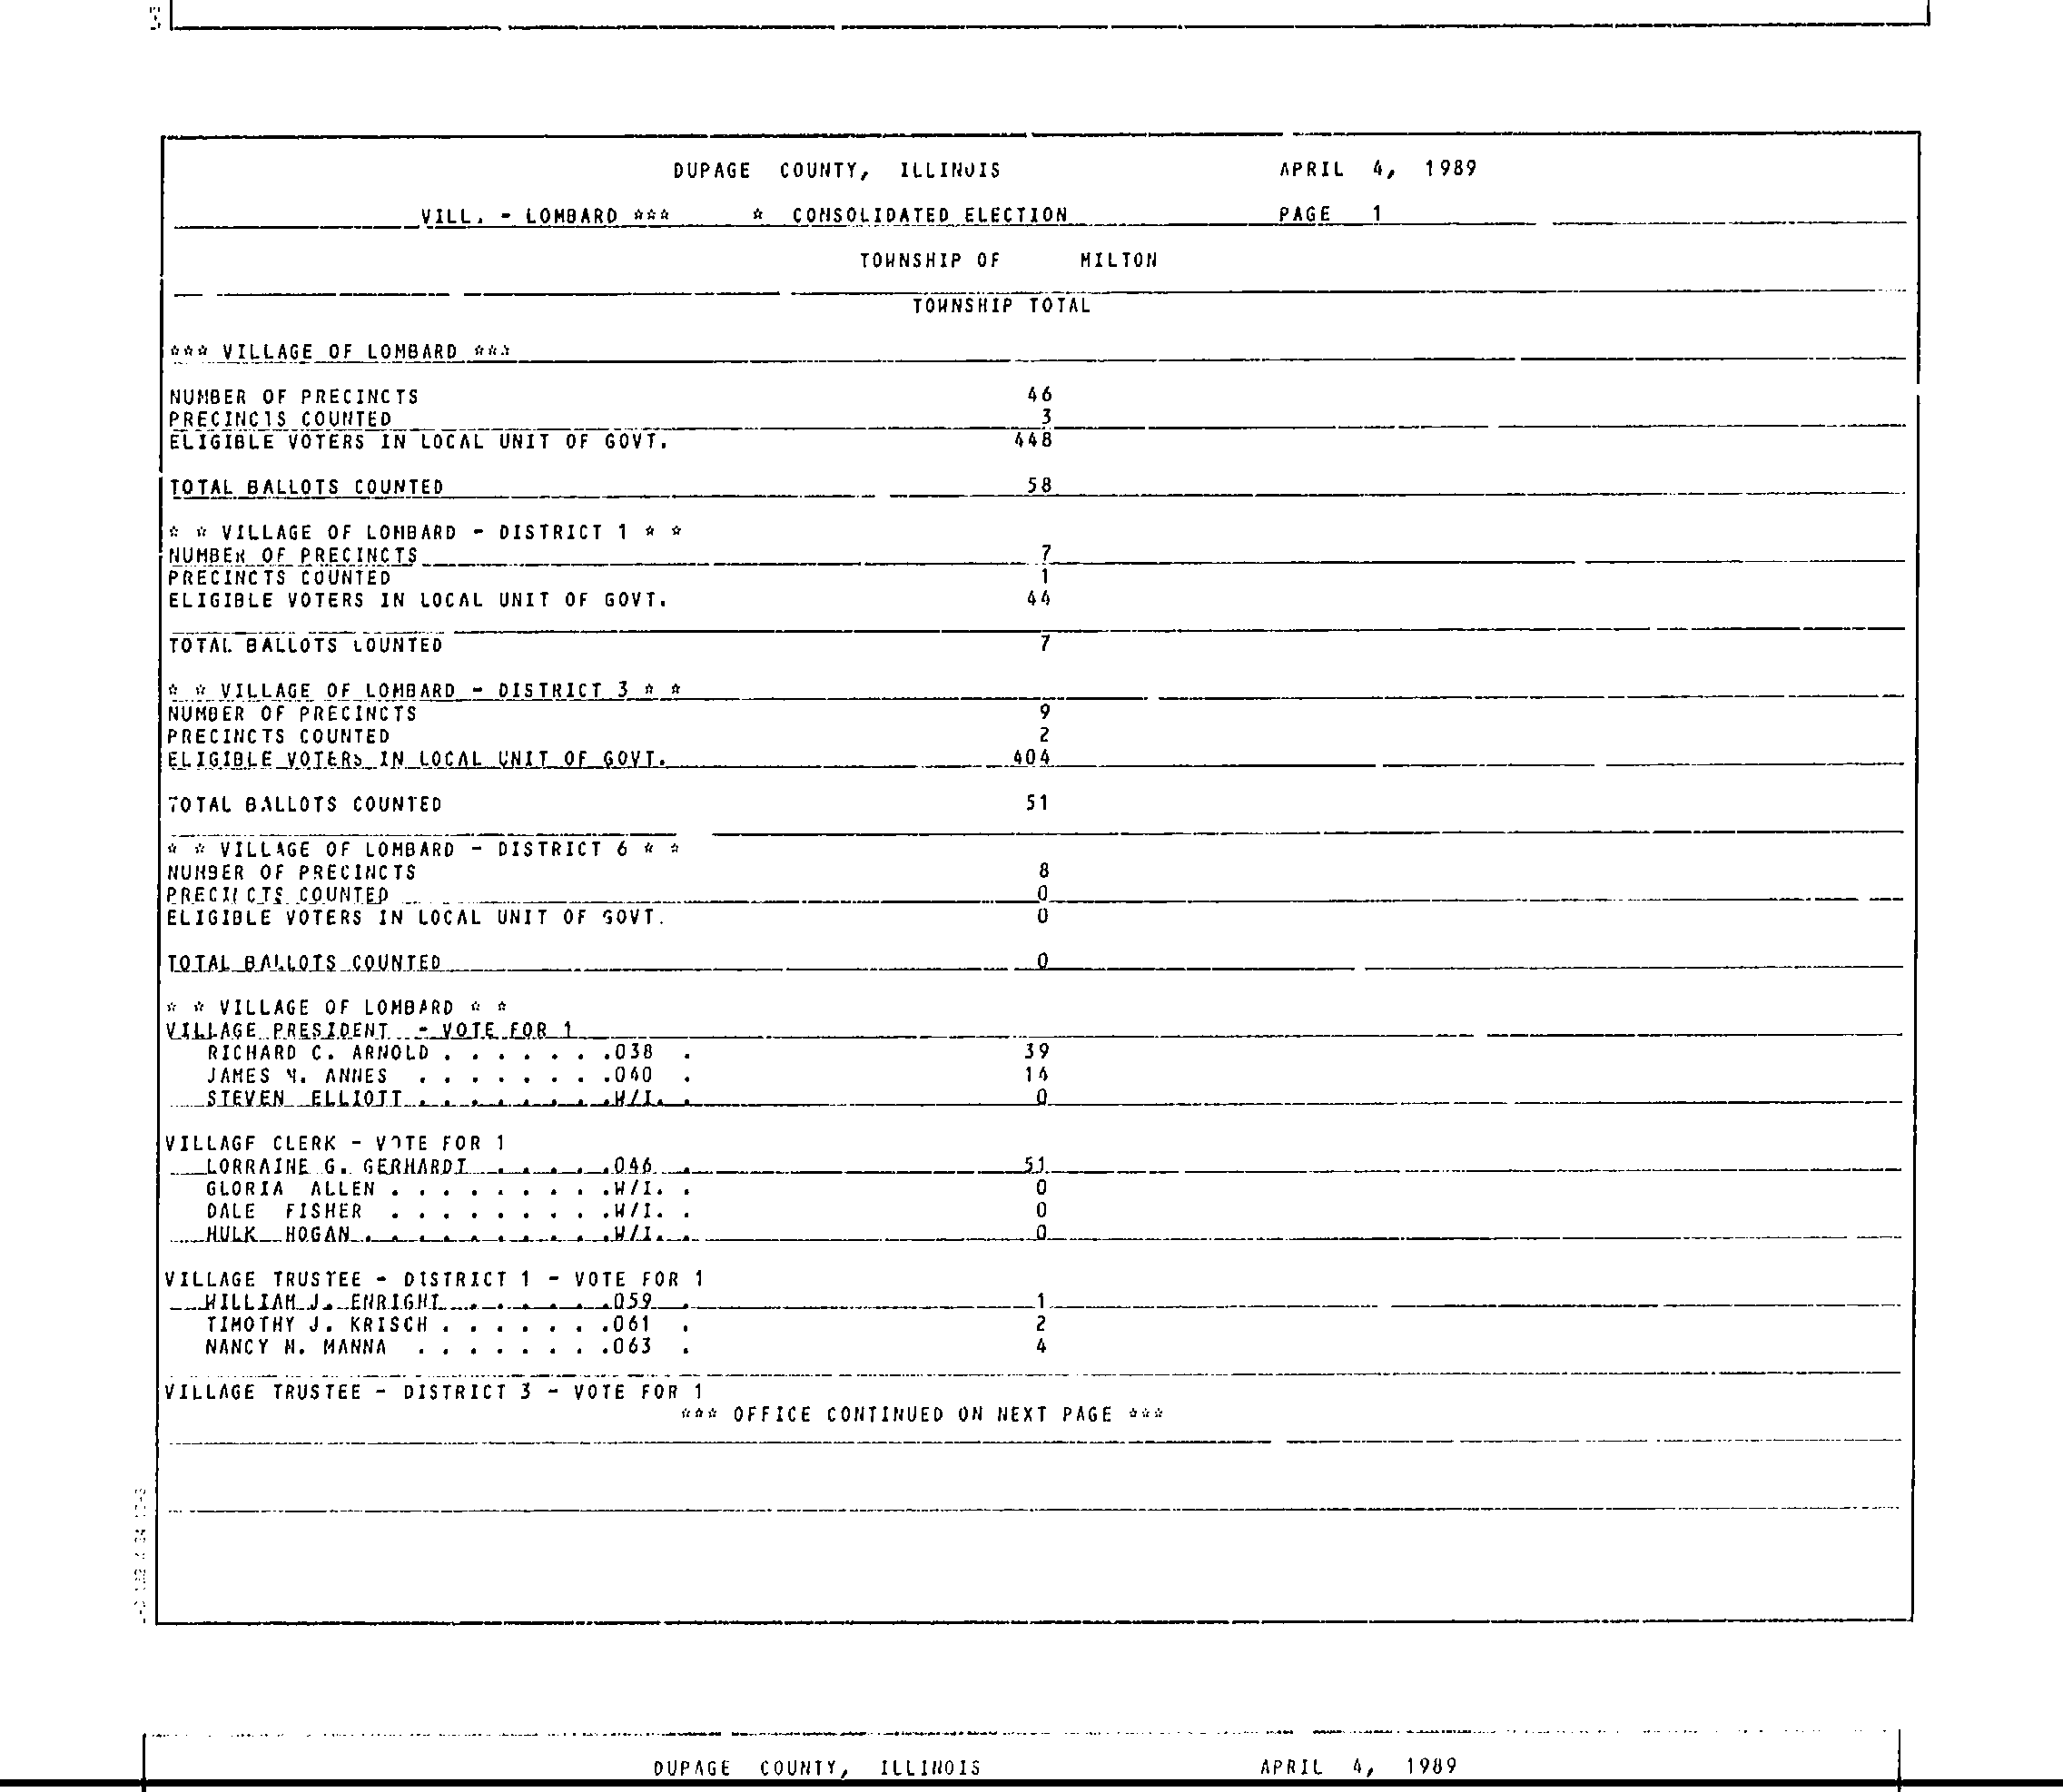 DUPAGE COUNTY, ILLINOIS APRIL 4, 1989
VILL. - LOMBARD *** * CONSOLIDATED ELECTION PAGE 1
TOWNSHIP OF MILTON
TOWNSHIP TOTAL
*** VILLAGE OF LOMBARD ***
NUMBER OF PRECINCTS 46
PRECINCTS COUNTED 3
ELIGIBLE VOTERS IN LOCAL UNIT OF GOVT. 448
TOTAL BALLOTS COUNTED 58
* * VILLAGE OF LOMBARD - DISTRICT 1 * *
NUMBER OF PRECINCTS 7
PRECINCTS COUNTED 1
ELIGIBLE VOTERS IN LOCAL UNIT OF GOVT. 44
TOTAL BALLOTS COUNTED 7
* * VILLAGE OF LOMBARD - DISTRICT 3 * *
NUMBER OF PRECINCTS 9
PRECINCTS COUNTED 2
ELIGIBLE VOTERS IN LOCAL UNIT OF GOVT. 404
TOTAL BALLOTS COUNTED 51
* * VILLAGE OF LOMBARD - DISTRICT 6 * *
NUMBER OF PRECINCTS 8
PRECINCTS COUNTED 0
ELIGIBLE VOTERS IN LOCAL UNIT OF GOVT. 0
TOTAL BALLOTS COUNTED 0
* * VILLAGE OF LOMBARD * *
VILLAGE PRESIDENT - VOTE FOR 1
RICHARD C. ARNOLD . . . . . . .038 . 39
JAMES M. ANNES . . . . . . . .040 . 14
STEVEN ELLIOTT . . . . . . . .W/I. . 0
VILLAGE CLERK - VOTE FOR 1
LORRAINE G. GERHARDT . . . . .046 . 51
GLORIA ALLEN . . . . . . . . .W/I. . 0
DALE FISHER . . . . . . . . .W/I. . 0
HULK HOGAN . . . . . . . . . .W/I. . 0
VILLAGE TRUSTEE - DISTRICT 1 - VOTE FOR 1
WILLIAM J. ENRIGHT . . . . . .059 . 1
TIMOTHY J. KRISCH . . . . . . .061 . 2
NANCY N. MANNA . . . . . . . .063 . 4
VILLAGE TRUSTEE - DISTRICT 3 - VOTE FOR 1
*** OFFICE CONTINUED ON NEXT PAGE ***
DUPAGE COUNTY, ILLINOIS APRIL 4, 1989